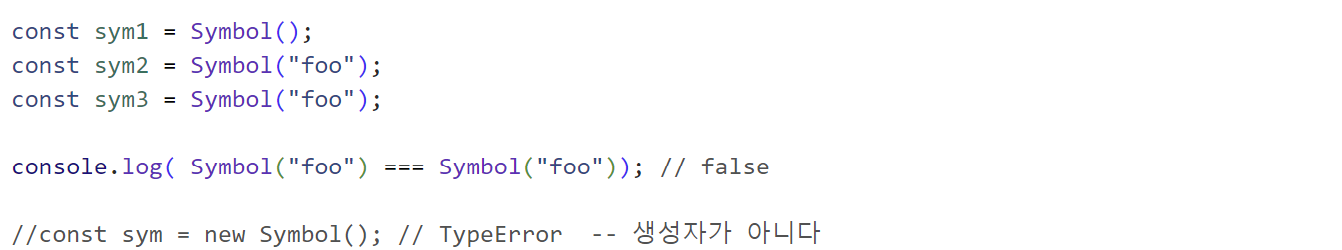 const sym1 = Symbol();
const sym2 = Symbol("foo");
const sym3 = Symbol("foo");
console.log( Symbol("foo") === Symbol("foo")); // false
//const sym = new Symbol(); // TypeError  -- 생성자가 아니다